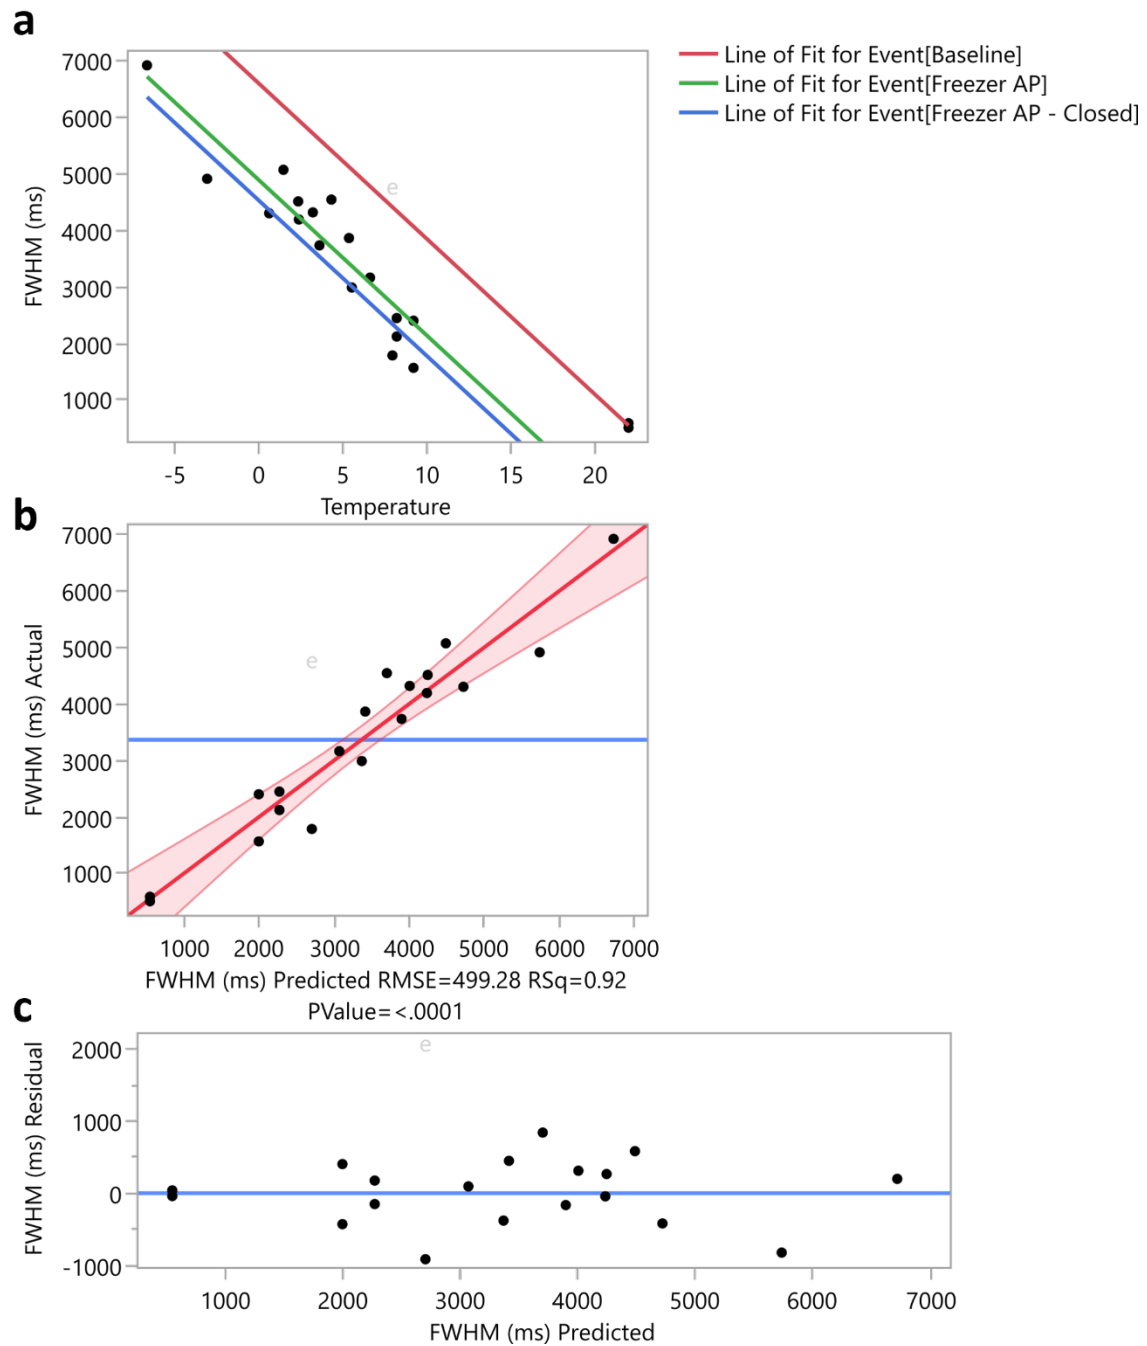 a
Line of Fit for Event[Baseline]
Line of Fit for Event[Freezer AP]
Line of Fit for Event[Freezer AP - Closed]
FWHM (ms)
7000
6000
5000
4000
3000
2000
1000
e
-5 0 5 10 15 20
Temperature
b
FWHM (ms) Actual
7000
6000
5000
4000
3000
2000
1000
e
1000 2000 3000 4000 5000 6000 7000
FWHM (ms) Predicted RMSE=499.28 RSq=0.92
PValue=<.0001
c
FWHM (ms) Residual
2000
1000
0
-1000
e
1000 2000 3000 4000 5000 6000 7000
FWHM (ms) Predicted